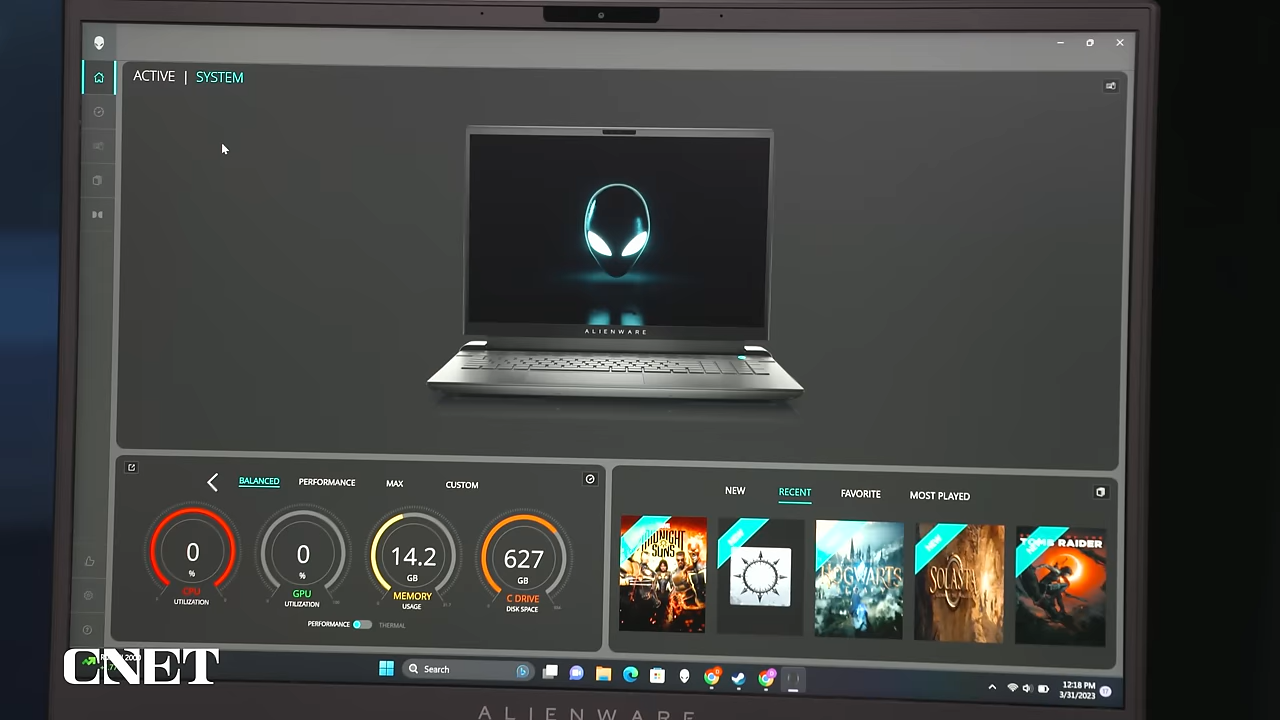 ACTIVE | SYSTEM
ALIENWARE
BALANCED PERFORMANCE MAX CUSTOM
0
%
CPU
UTILIZATION
0
%
GPU
UTILIZATION
14.2
GB
MEMORY
USAGE
627
GB
C DRIVE
DISK SPACE
PERFORMANCE THERMAL
NEW RECENT FAVORITE MOST PLAYED
MIDNIGHT
SUNS
HOGWARTS
SOLASTA
TOMB RAIDER
Search
12:18 PM
3/31/2023
CNET
ALIENWARE